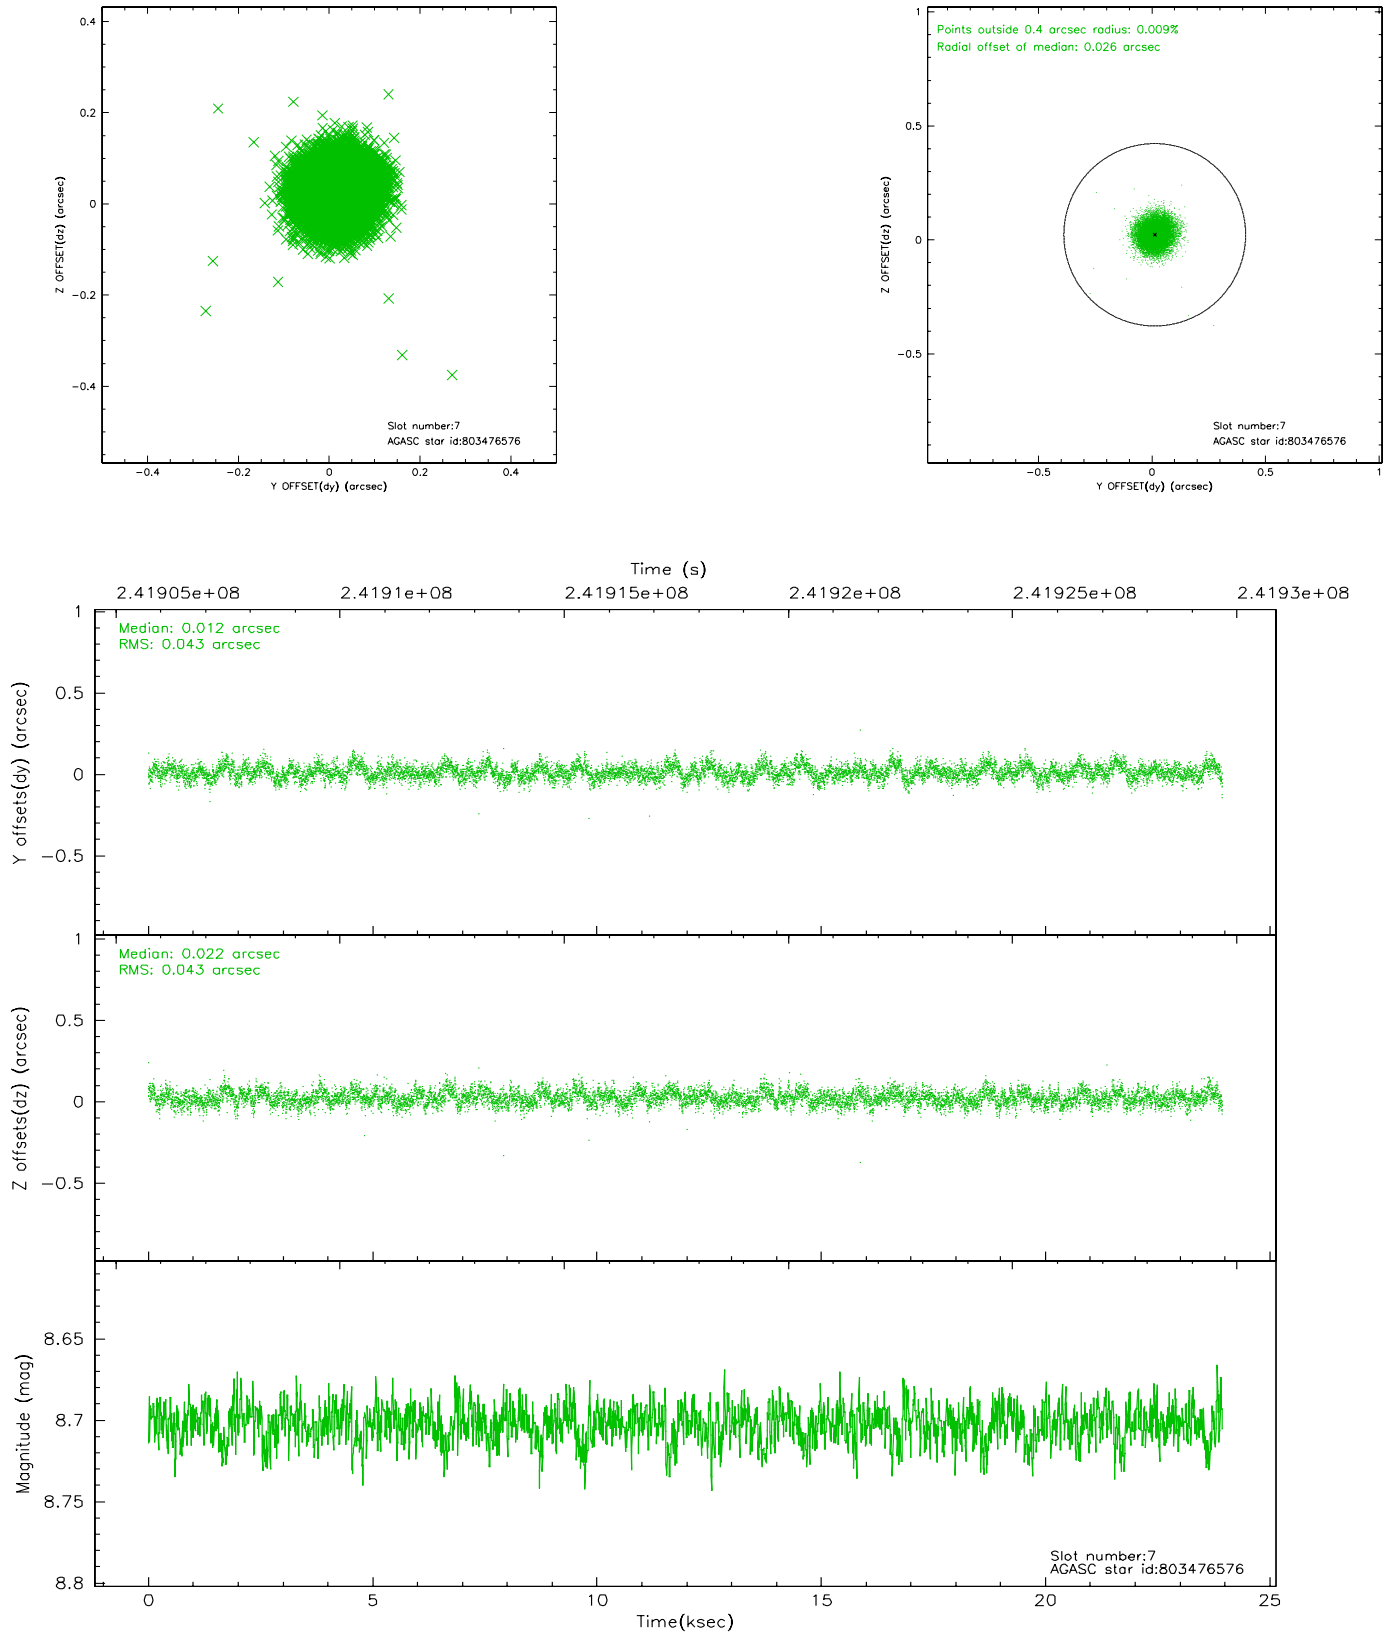 0.4
0.2
0
−0.2
−0.4
Z OFFSET(dz) (arcsec)
Slot number:7
AGASC star id:803476576
−0.4 −0.2 0 0.2 0.4
Y OFFSET(dy) (arcsec)
Points outside 0.4 arcsec radius: 0.009%
Radial offset of median: 0.026 arcsec
1
0.5
0
−0.5
Z OFFSET(dz) (arcsec)
Slot number:7
AGASC star id:803476576
−0.5 0 0.5 1
Y OFFSET(dy) (arcsec)
Time (s)
2.41905e+08 2.4191e+08 2.41915e+08 2.4192e+08 2.41925e+08 2.4193e+08
Median: 0.012 arcsec
RMS: 0.043 arcsec
1
0.5
0
−0.5
Y offsets(dy) (arcsec)
Median: 0.022 arcsec
RMS: 0.043 arcsec
1
0.5
0
−0.5
Z offsets(dz) (arcsec)
8.65
8.7
8.75
8.8
Magnitude (mag)
Slot number:7
AGASC star id:803476576
0 5 10 15 20 25
Time(ksec)